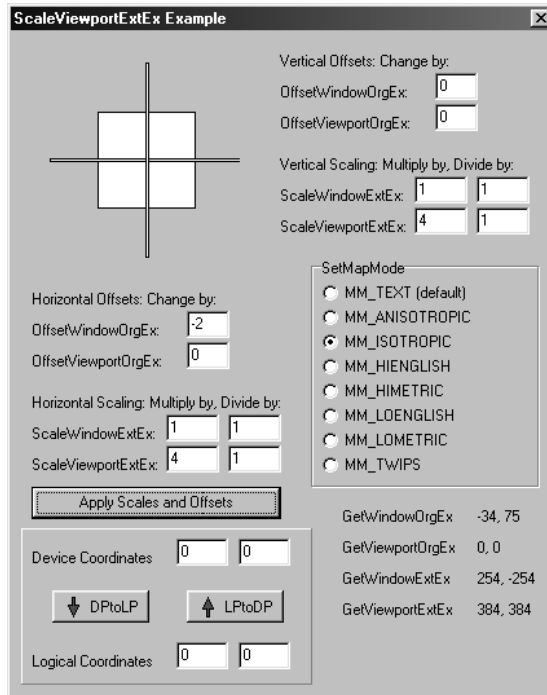 ScaleViewportExtEx Example
Vertical Offsets: Change by:
OffsetWindowOrgEx: 0
OffsetViewportOrgEx: 0
Vertical Scaling: Multiply by, Divide by:
ScaleWindowExtEx: 1 1
ScaleViewportExtEx: 4 1
Horizontal Offsets: Change by:
OffsetWindowOrgEx: -2
OffsetViewportOrgEx: 0
Horizontal Scaling: Multiply by, Divide by:
ScaleWindowExtEx: 1 1
ScaleViewportExtEx: 4 1
Apply Scales and Offsets
SetMapMode
MM_TEXT (default)
MM_ANISOTROPIC
MM_ISOTROPIC
MM_HIENGLISH
MM_HIMETRIC
MM_LOENGLISH
MM_LOMETRIC
MM_TWIPS
Device Coordinates 0 0
DPtoLP LPtoDP
Logical Coordinates 0 0
GetWindowOrgEx -34, 75
GetViewportOrgEx 0, 0
GetWindowExtEx 254, -254
GetViewportExtEx 384, 384